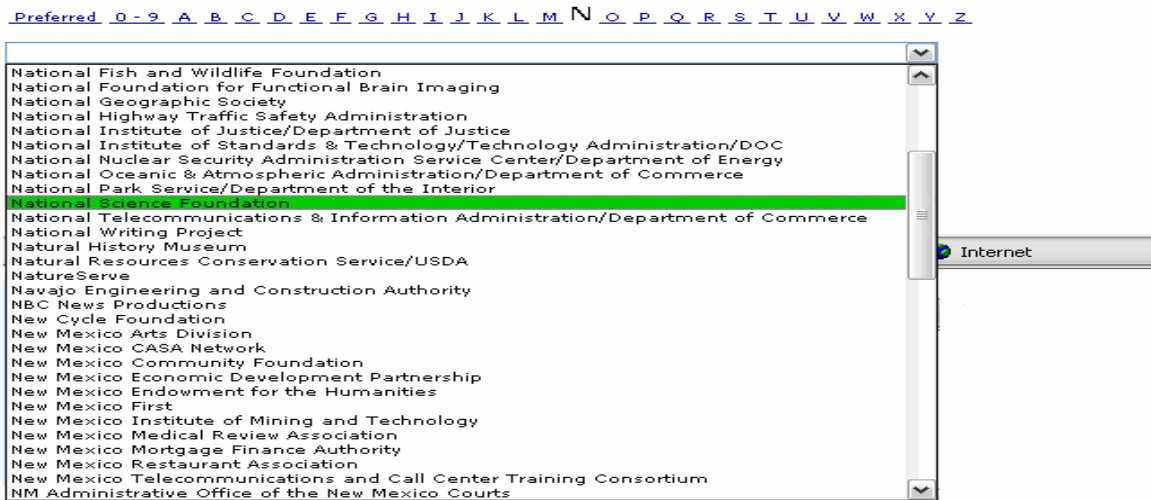 Preferred 0 - 9 A B C D E F G H I J K L M N O P Q R S T U V W X Y Z
National Fish and Wildlife Foundation
National Foundation for Functional Brain Imaging
National Geographic Society
National Highway Traffic Safety Administration
National Institute of Justice/Department of Justice
National Institute of Standards & Technology/Technology Administration/DOC
National Nuclear Security Administration Service Center/Department of Energy
National Oceanic & Atmospheric Administration/Department of Commerce
National Park Service/Department of the Interior
National Science Foundation
National Telecommunications & Information Administration/Department of Commerce
National Writing Project
Natural History Museum
Internet
Natural Resources Conservation Service/USDA
NatureServe
Navajo Engineering and Construction Authority
NBC News Productions
New Cycle Foundation
New Mexico Arts Division
New Mexico CASA Network
New Mexico Community Foundation
New Mexico Economic Development Partnership
New Mexico Endowment for the Humanities
New Mexico First
New Mexico Institute of Mining and Technology
New Mexico Medical Review Association
New Mexico Mortgage Finance Authority
New Mexico Restaurant Association
New Mexico Telecommunications and Call Center Training Consortium
NM Administrative Office of the New Mexico Courts